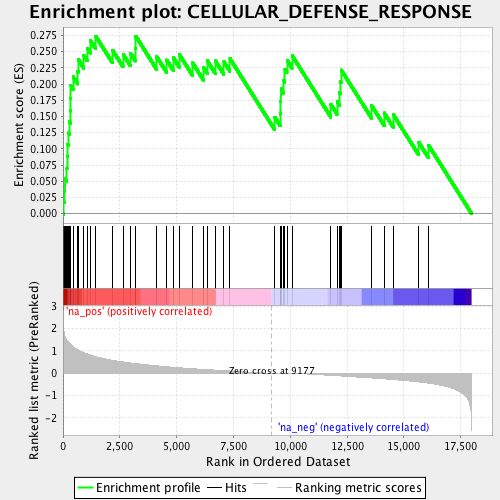 Enrichment plot: CELLULAR_DEFENSE_RESPONSE
Enrichment score (ES)
0.275
0.250
0.225
0.200
0.175
0.150
0.125
0.100
0.075
0.050
0.025
0.000
'na_pos' (positively correlated)
Ranked list metric (PreRanked)
3
2
1
0
-1
-2
Zero cross at 9177
'na_neg' (negatively correlated)
0 2,500 5,000 7,500 10,000 12,500 15,000 17,500
Rank in Ordered Dataset
Enrichment profile Hits Ranking metric scores